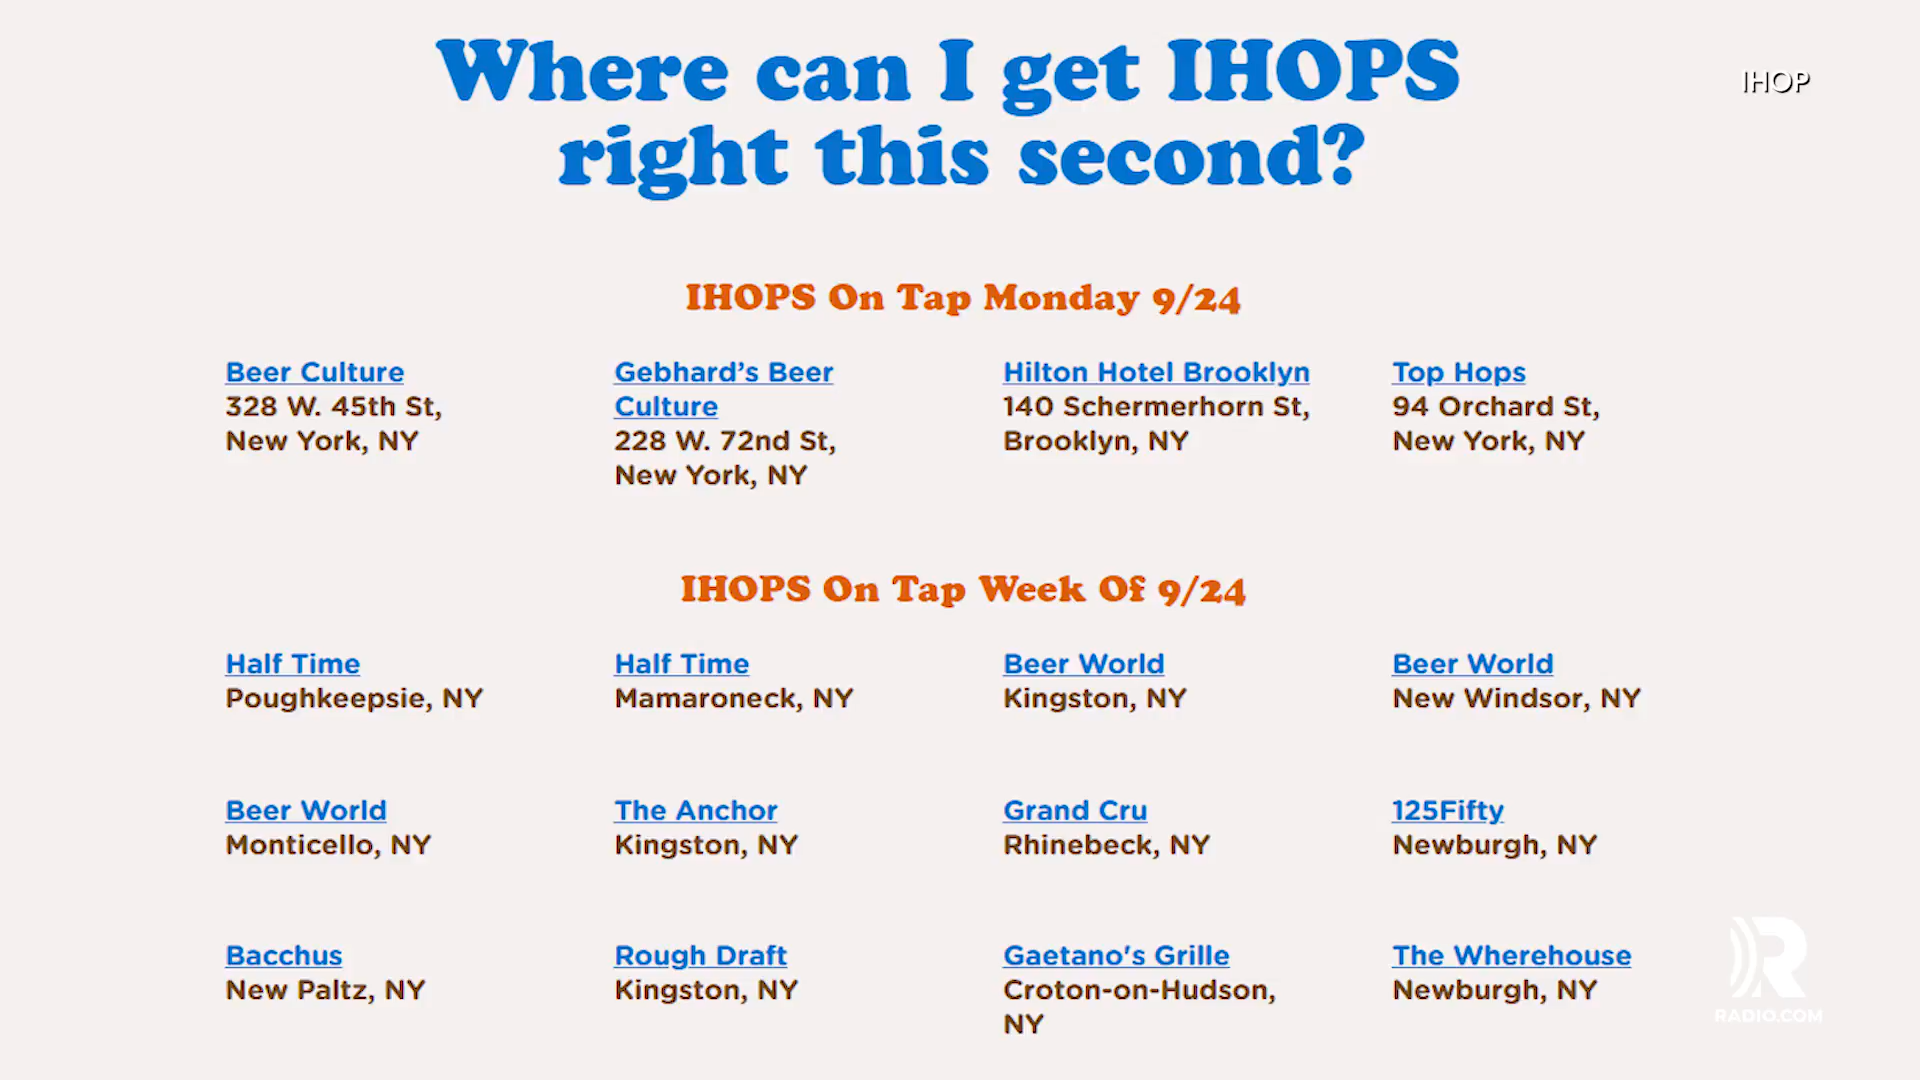 Where can I get IHOPS
right this second?
IHOP
IHOPS On Tap Monday 9/24
Beer Culture
328 W. 45th St,
New York, NY
Gebhard’s Beer
Culture
228 W. 72nd St,
New York, NY
Hilton Hotel Brooklyn
140 Schermerhorn St,
Brooklyn, NY
Top Hops
94 Orchard St,
New York, NY
IHOPS On Tap Week Of 9/24
Half Time
Poughkeepsie, NY
Half Time
Mamaroneck, NY
Beer World
Kingston, NY
Beer World
New Windsor, NY
Beer World
Monticello, NY
The Anchor
Kingston, NY
Grand Cru
Rhinebeck, NY
125Fifty
Newburgh, NY
Bacchus
New Paltz, NY
Rough Draft
Kingston, NY
Gaetano's Grille
Croton-on-Hudson,
NY
The Wherehouse
Newburgh, NY
R
RADIO.COM